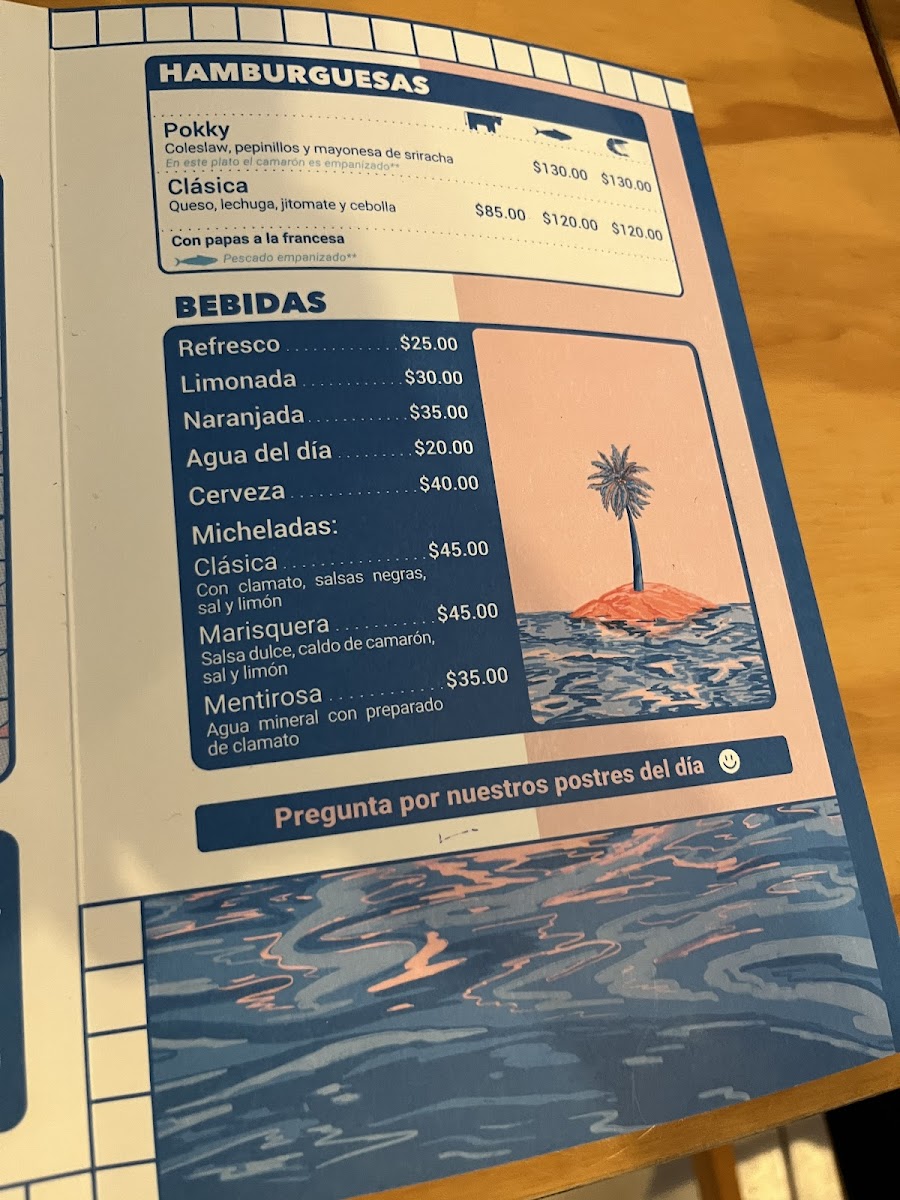 HAMBURGUESAS
Pokky
Coleslaw, pepinillos y mayonesa de sriracha
En este plato el camarón es empanizado**
$130.00 $130.00
Clásica
Queso, lechuga, jitomate y cebolla
$85.00 $120.00 $120.00
Con papas a la francesa
Pescado empanizado**
BEBIDAS
Refresco ............ $25.00
Limonada ............ $30.00
Naranjada ............ $35.00
Agua del día ......... $20.00
Cerveza .............. $40.00
Micheladas:
Clásica ................ $45.00
Con clamato, salsas negras,
sal y limón
Marisquera ............ $45.00
Salsa dulce, caldo de camarón,
sal y limón
Mentirosa ............. $35.00
Agua mineral con preparado
de clamato
Pregunta por nuestros postres del día